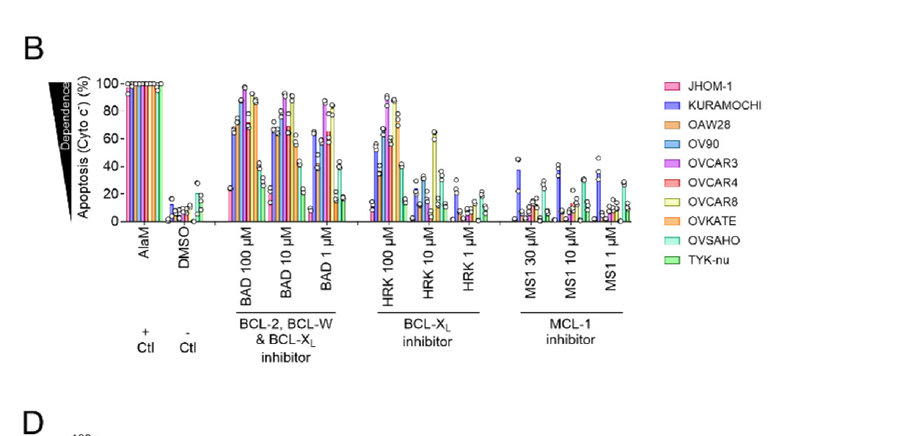 B
Dependence
Apoptosis (Cyto c-) (%)
100
80
60
40
20
0
AlaM
DMSO
BAD 100 µM
BAD 10 µM
BAD 1 µM
HRK 100 µM
HRK 10 µM
HRK 1 µM
MS1 30 µM
MS1 10 µM
MS1 1 µM
+
Ctl
-
Ctl
BCL-2, BCL-W
& BCL-XL
inhibitor
BCL-XL
inhibitor
MCL-1
inhibitor
JHOM-1
KURAMOCHI
OAW28
OV90
OVCAR3
OVCAR4
OVCAR8
OVKATE
OVSAHO
TYK-nu
D